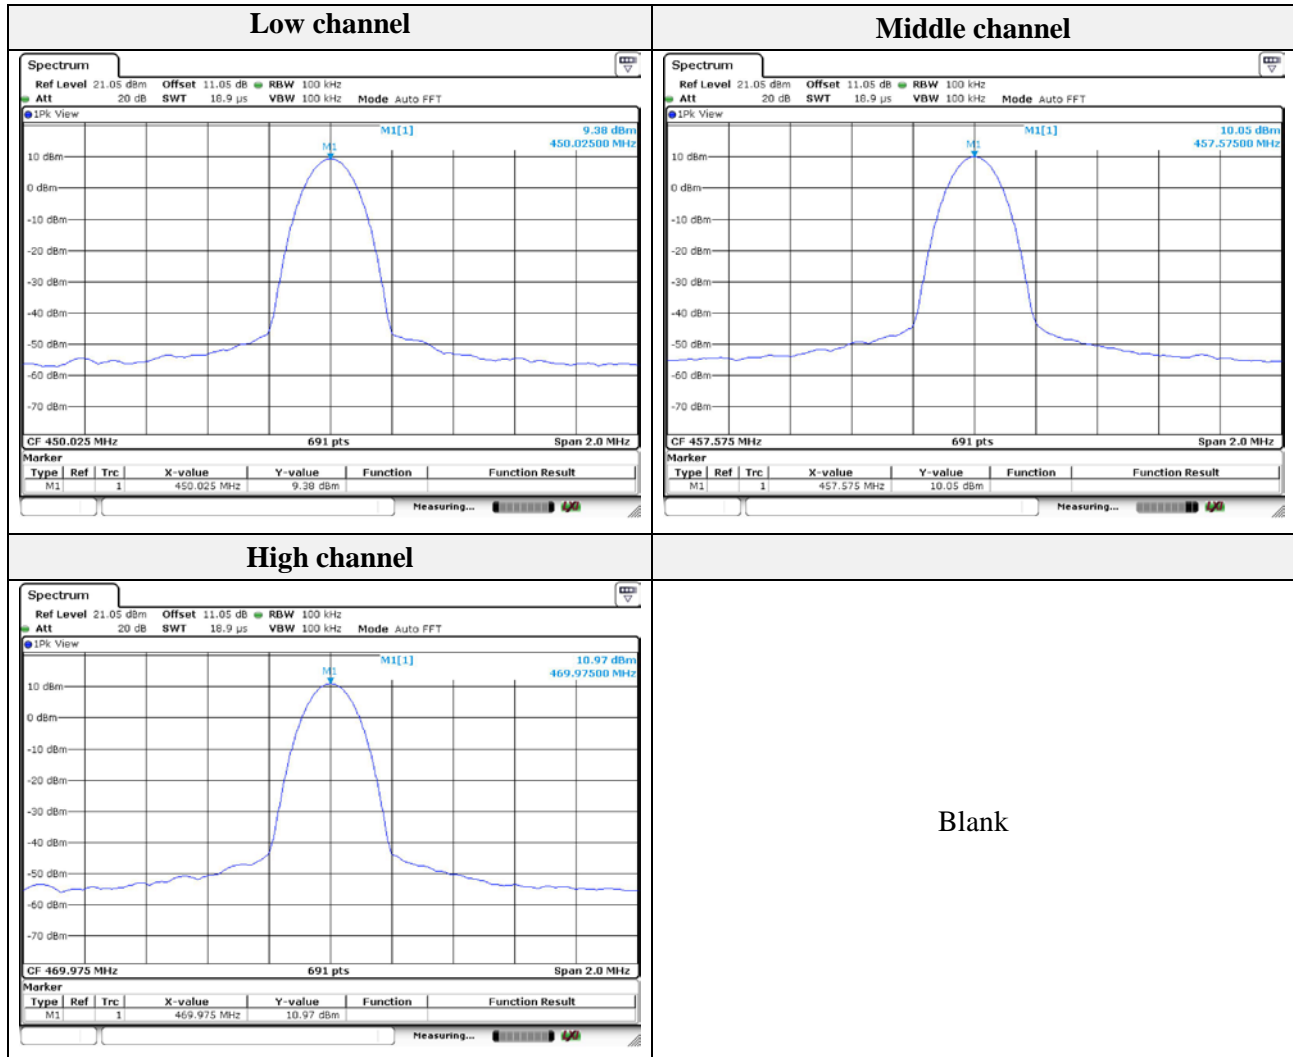 Low channel
Middle channel
Spectrum
Ref Level 21.05 dBm Offset 11.05 dB RBW 100 kHz
Att 20 dB SWT 18.9 µs VBW 100 kHz Mode Auto FFT
1Pk View
M1[1] 9.38 dBm
450.02500 MHz
M1
10 dBm
0 dBm
-10 dBm
-20 dBm
-30 dBm
-40 dBm
-50 dBm
-60 dBm
-70 dBm
CF 450.025 MHz 691 pts Span 2.0 MHz
Marker
Type Ref Trc X-value Y-value Function Function Result
M1 1 450.025 MHz 9.38 dBm
Measuring...
Spectrum
Ref Level 21.05 dBm Offset 11.05 dB RBW 100 kHz
Att 20 dB SWT 18.9 µs VBW 100 kHz Mode Auto FFT
1Pk View
M1[1] 10.05 dBm
457.57500 MHz
M1
10 dBm
0 dBm
-10 dBm
-20 dBm
-30 dBm
-40 dBm
-50 dBm
-60 dBm
-70 dBm
CF 457.575 MHz 691 pts Span 2.0 MHz
Marker
Type Ref Trc X-value Y-value Function Function Result
M1 1 457.575 MHz 10.05 dBm
Measuring...
High channel
Spectrum
Ref Level 21.05 dBm Offset 11.05 dB RBW 100 kHz
Att 20 dB SWT 18.9 µs VBW 100 kHz Mode Auto FFT
1Pk View
M1[1] 10.97 dBm
469.97500 MHz
M1
10 dBm
0 dBm
-10 dBm
-20 dBm
-30 dBm
-40 dBm
-50 dBm
-60 dBm
-70 dBm
CF 469.975 MHz 691 pts Span 2.0 MHz
Marker
Type Ref Trc X-value Y-value Function Function Result
M1 1 469.975 MHz 10.97 dBm
Measuring...
Blank